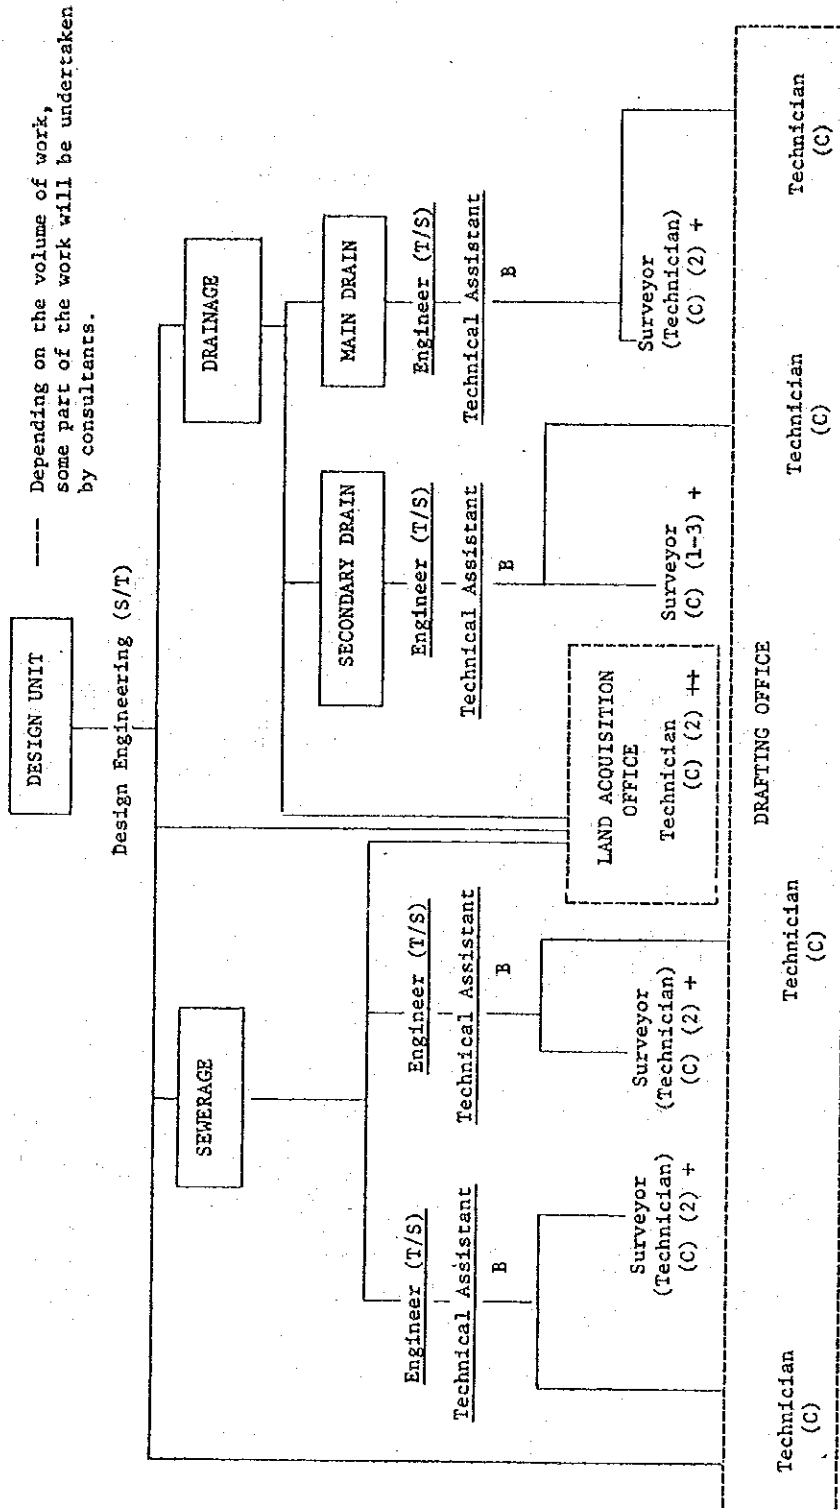 DESIGN UNIT
---- Depending on the volume of work,
some part of the work will be undertaken
by consultants.
Design Engineering (S/T)
SEWERAGE
DRAINAGE
SECONDARY DRAIN
MAIN DRAIN
Engineer (T/S)
Technical Assistant
B
Engineer (T/S)
Technical Assistant
B
Engineer (T/S)
Technical Assistant
B
Engineer (T/S)
Technical Assistant
B
Surveyor
(Technician)
(C) (2) +
Surveyor
(Technician)
(C) (2) +
LAND ACQUISITION
OFFICE
Technician
(C) (2) ++
Surveyor
(C) (1-3) +
Surveyor
(Technician)
(C) (2) +
DRAFTING OFFICE
Technician
(C)
Technician
(C)
Technician
(C)
Technician
(C)